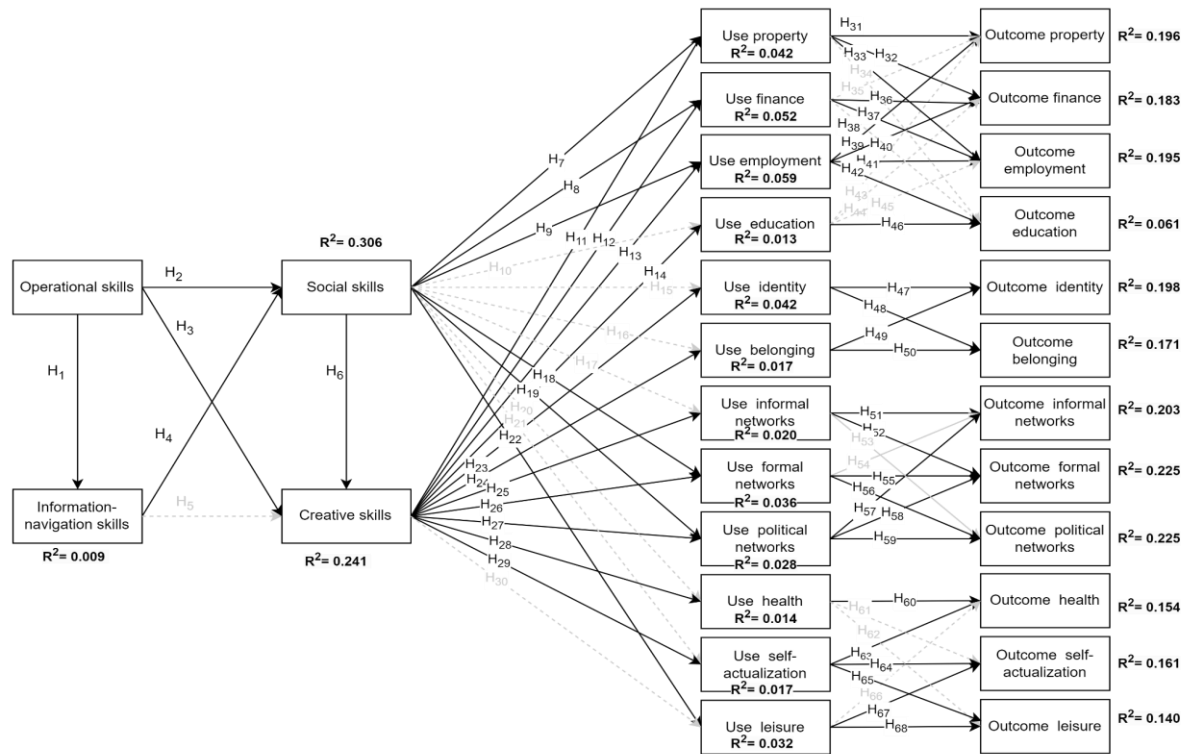 Use property
R²= 0.042
Use finance
R²= 0.052
Use employment
R²= 0.059
Use education
R²= 0.013
Use identity
R²= 0.042
Use belonging
R²= 0.017
Use informal
networks
R²= 0.020
Use formal
networks
R²= 0.036
Use political
networks
R²= 0.028
Use health
R²= 0.014
Use self-
actualization
R²= 0.017
Use leisure
R²= 0.032
Outcome property
R²= 0.196
Outcome finance
R²= 0.183
Outcome
employment
R²= 0.195
Outcome
education
R²= 0.061
Outcome identity
R²= 0.198
Outcome
belonging
R²= 0.171
Outcome informal
networks
R²= 0.203
Outcome formal
networks
R²= 0.225
Outcome political
networks
R²= 0.225
Outcome health
R²= 0.154
Outcome self-
actualization
R²= 0.161
Outcome leisure
R²= 0.140
R²= 0.306
Operational skills
Social skills
Information-
navigation skills
R²= 0.009
Creative skills
R²= 0.241
H₁
H₂
H₃
H₄
H₅
H₆
H₇
H₈
H₉
H₁₀
H₁₁
H₁₂
H₁₃
H₁₄
H₁₅
H₁₆
H₁₇
H₁₈
H₁₉
H₂₀
H₂₁
H₂₂
H₂₃
H₂₄
H₂₅
H₂₆
H₂₇
H₂₈
H₂₉
H₃₀
H₃₁
H₃₂
H₃₃
H₃₄
H₃₅
H₃₆
H₃₇
H₃₈
H₃₉
H₄₀
H₄₁
H₄₂
H₄₃
H₄₄
H₄₅
H₄₆
H₄₇
H₄₈
H₄₉
H₅₀
H₅₁
H₅₂
H₅₃
H₅₄
H₅₅
H₅₆
H₅₇
H₅₈
H₅₉
H₆₀
H₆₁
H₆₂
H₆₃
H₆₄
H₆₅
H₆₆
H₆₇
H₆₈